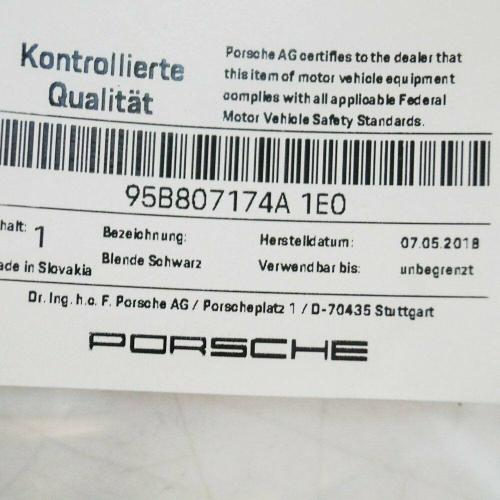 Kontrollierte
Qualität
Porsche AG certifies to the dealer that
this item of motor vehicle equipment
complies with all applicable Federal
Motor Vehicle Safety Standards.
95B807174A 1E0
halt: 1
Bezeichnung:
Herstelldatum: 07.05.2018
ade in Slovakia
Blende Schwarz
Verwendbar bis: unbegrenzt
Dr. Ing. h.c. F. Porsche AG / Porscheplatz 1 / D-70435 Stuttgart
PORSCHE